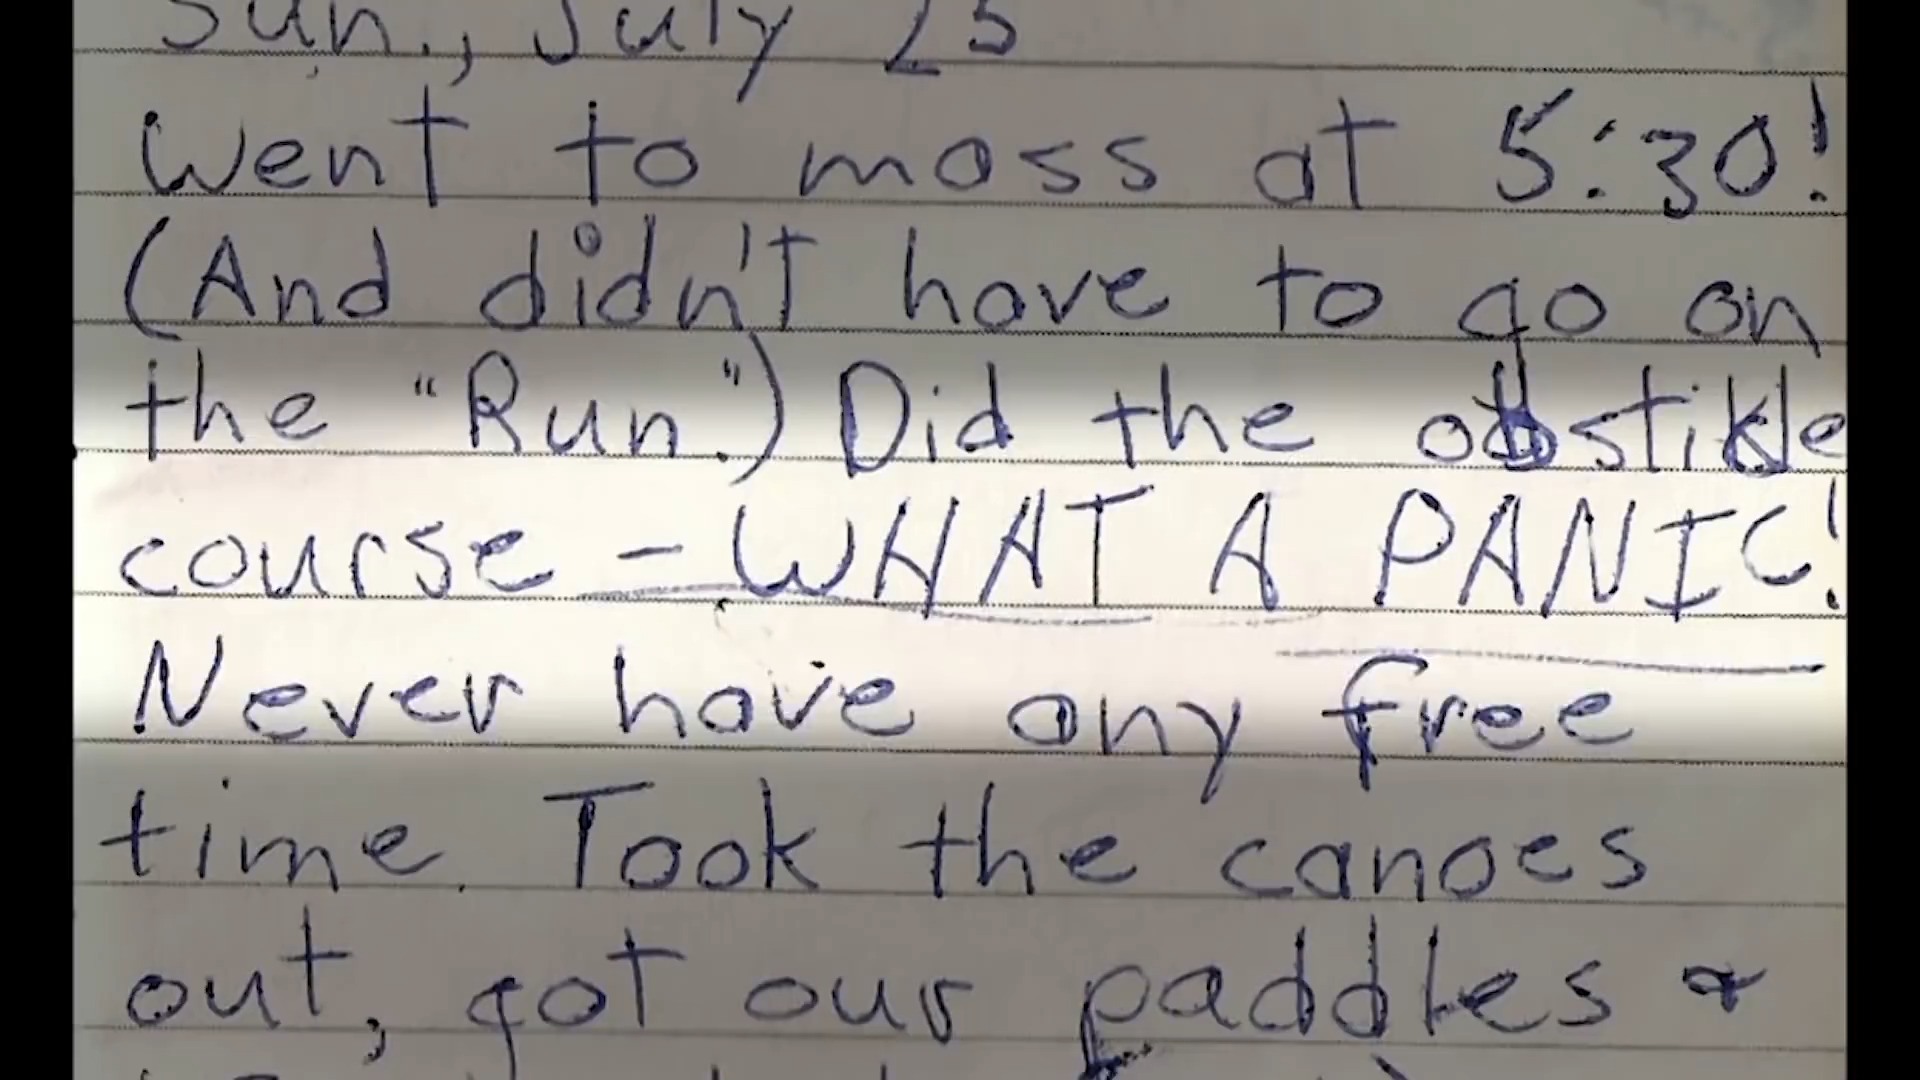 Sun., July 25
Went to mass at 5:30!
(And didn't have to go on
the "Run".) Did the obstikle
course - WHAT A PANIC!
Never have any free
time. Took the canoes
out, got our paddles &